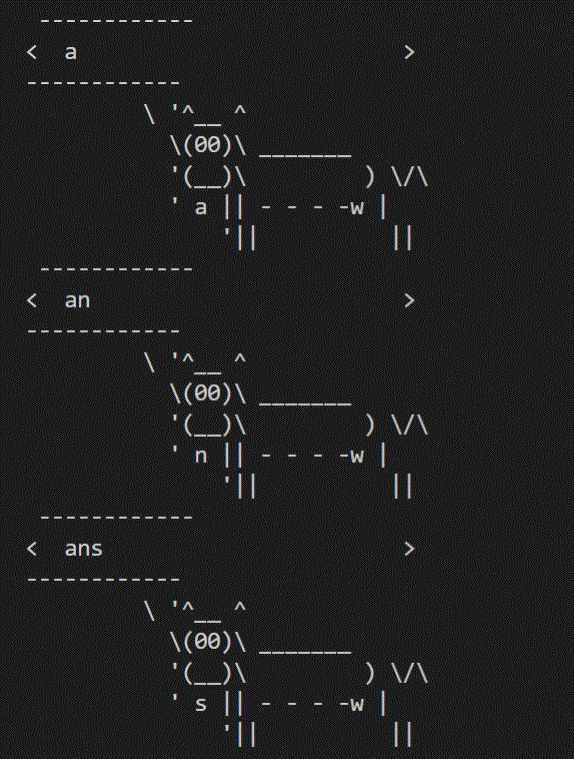 ------------
<  a                         >
------------
         \ '^__ ^
           \(00)\ _______
           '(__)\         ) \/\
           ' a || - - - -w |
               '||          ||
 ------------
<  an                        >
------------
         \ '^__ ^
           \(00)\ _______
           '(__)\         ) \/\
           ' n || - - - -w |
               '||          ||
 ------------
<  ans                       >
------------
         \ '^__ ^
           \(00)\ _______
           '(__)\         ) \/\
           ' s || - - - -w |
               '||          ||